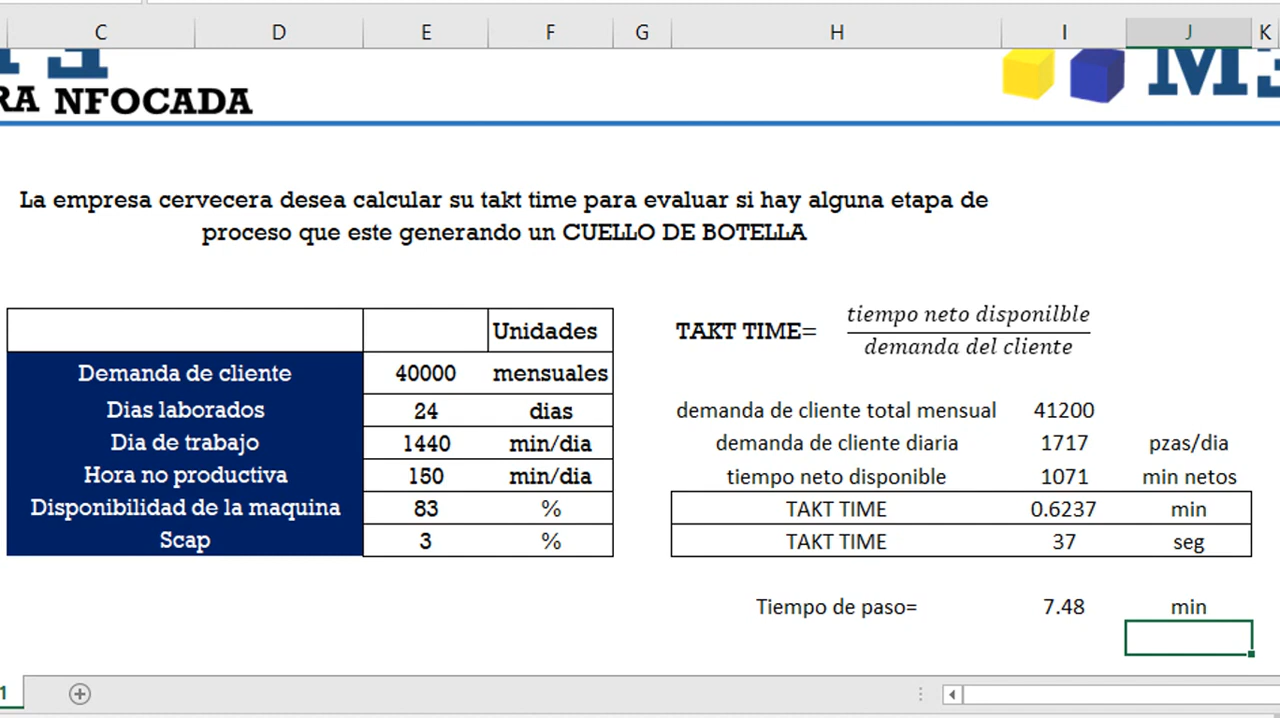 C D E F G H I J K
RA NFOCADA
M
La empresa cervecera desea calcular su takt time para evaluar si hay alguna etapa de
proceso que este generando un CUELLO DE BOTELLA
Unidades
Demanda de cliente 40000 mensuales
Dias laborados 24 dias
Dia de trabajo 1440 min/dia
Hora no productiva 150 min/dia
Disponibilidad de la maquina 83 %
Scap 3 %
TAKT TIME= tiempo neto disponilble
demanda del cliente
demanda de cliente total mensual 41200
demanda de cliente diaria 1717 pzas/dia
tiempo neto disponible 1071 min netos
TAKT TIME 0.6237 min
TAKT TIME 37 seg
Tiempo de paso= 7.48 min
1